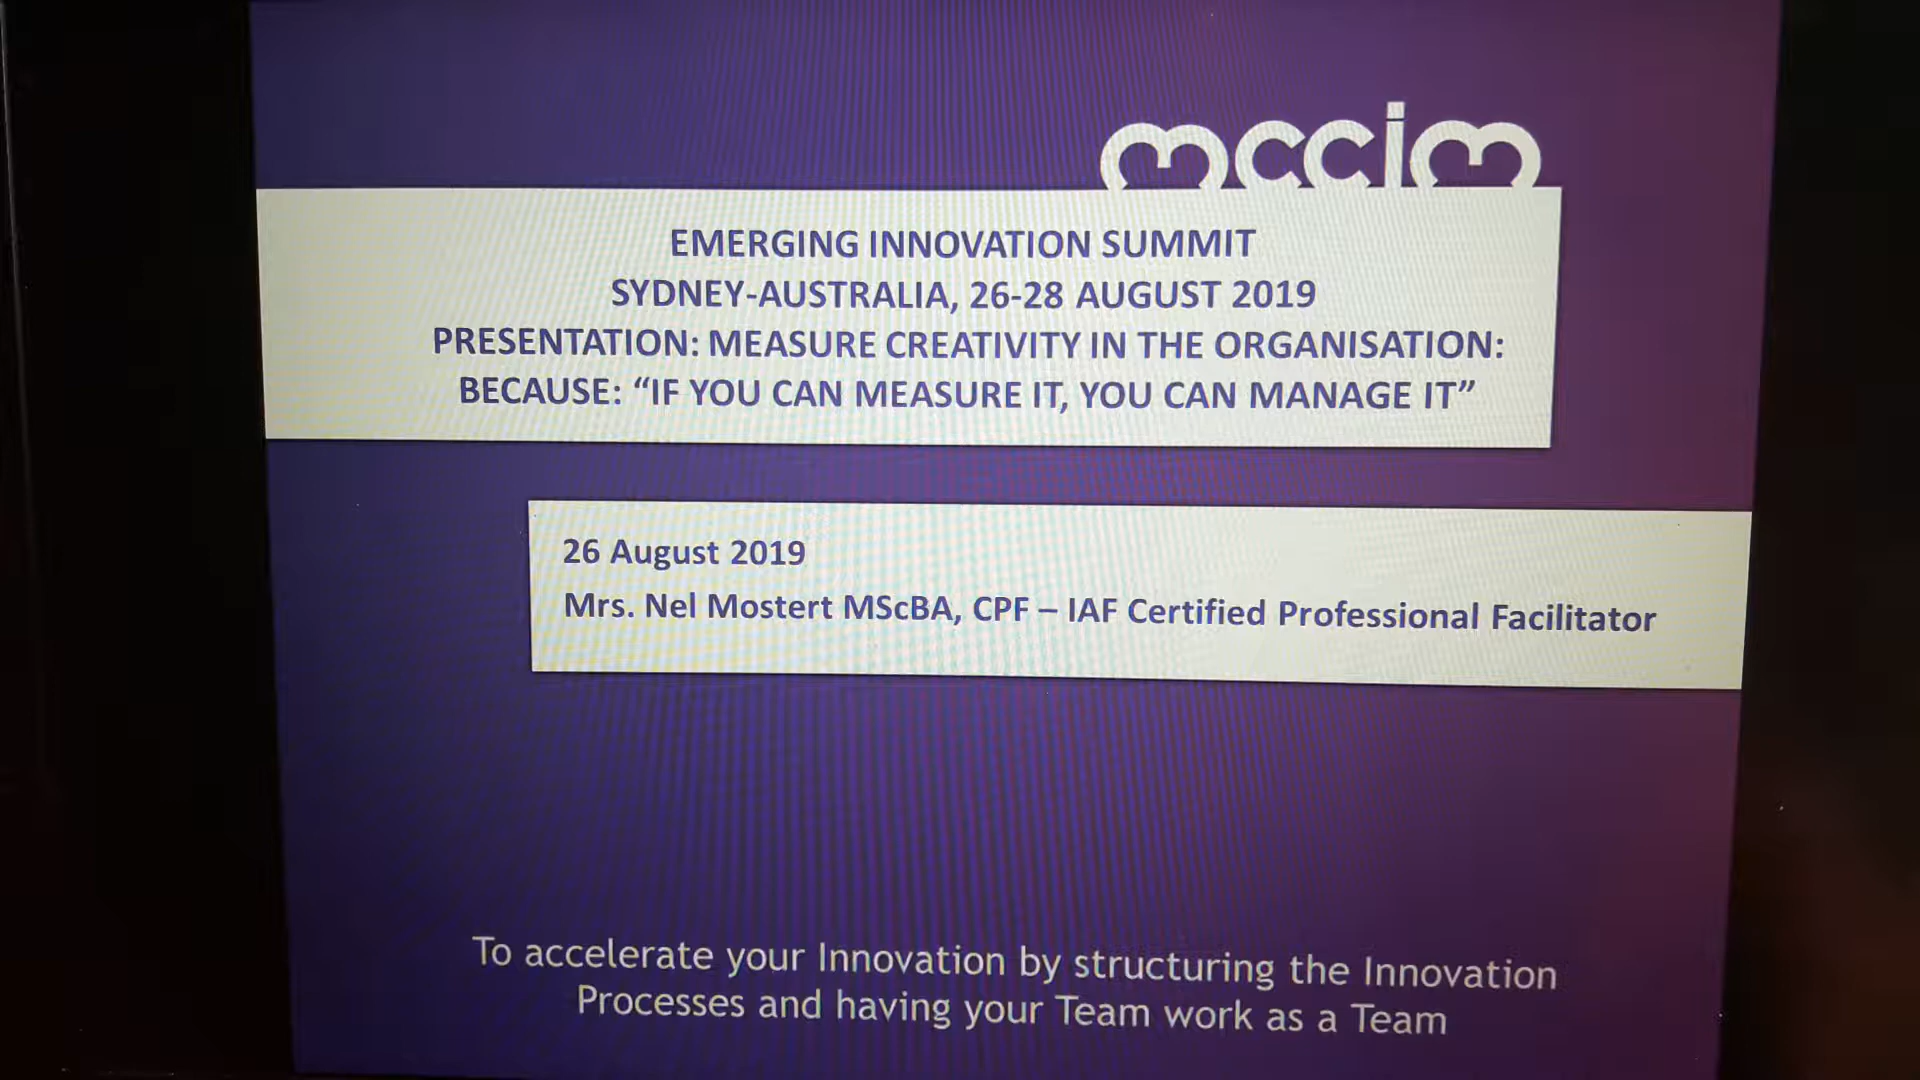 mccim
EMERGING INNOVATION SUMMIT
SYDNEY-AUSTRALIA, 26-28 AUGUST 2019
PRESENTATION: MEASURE CREATIVITY IN THE ORGANISATION:
BECAUSE: “IF YOU CAN MEASURE IT, YOU CAN MANAGE IT”
26 August 2019
Mrs. Nel Mostert MScBA, CPF – IAF Certified Professional Facilitator
To accelerate your Innovation by structuring the Innovation
Processes and having your Team work as a Team